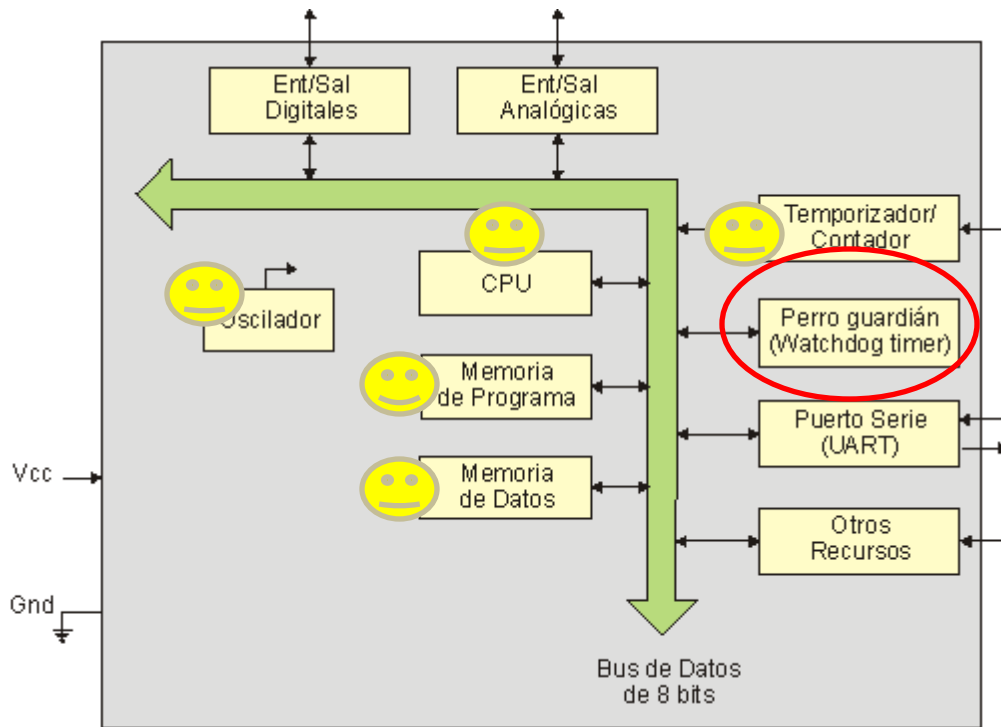 Ent/Sal
Digitales
Ent/Sal
Analógicas
Temporizador/
Contador
CPU
Oscilador
Perro guardián
(Watchdog timer)
Memoria
de Programa
Puerto Serie
(UART)
Vcc
Memoria
de Datos
Otros
Recursos
Gnd
Bus de Datos
de 8 bits